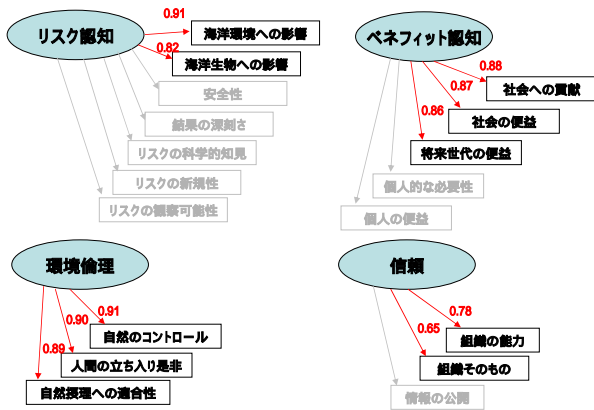 リスク認知
0.91
海洋環境への影響
0.82
海洋生物への影響
安全性
結果の深刻さ
リスクの科学的知見
リスクの新規性
リスクの観察可能性
ベネフィット認知
0.88
社会への貢献
0.87
社会の便益
0.86
将来世代の便益
個人的な必要性
個人の便益
環境倫理
0.91
自然のコントロール
0.90
人間の立ち入り是非
0.89
自然摂理への適合性
信頼
0.78
組織の能力
0.65
組織そのもの
情報の公開